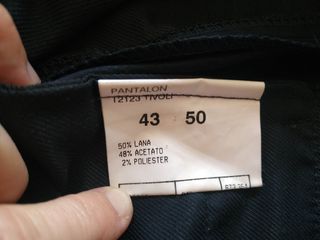 PANTALON
12123 TIVOLI
43 50
50% LANA
48% ACETATO
2% POLIESTER